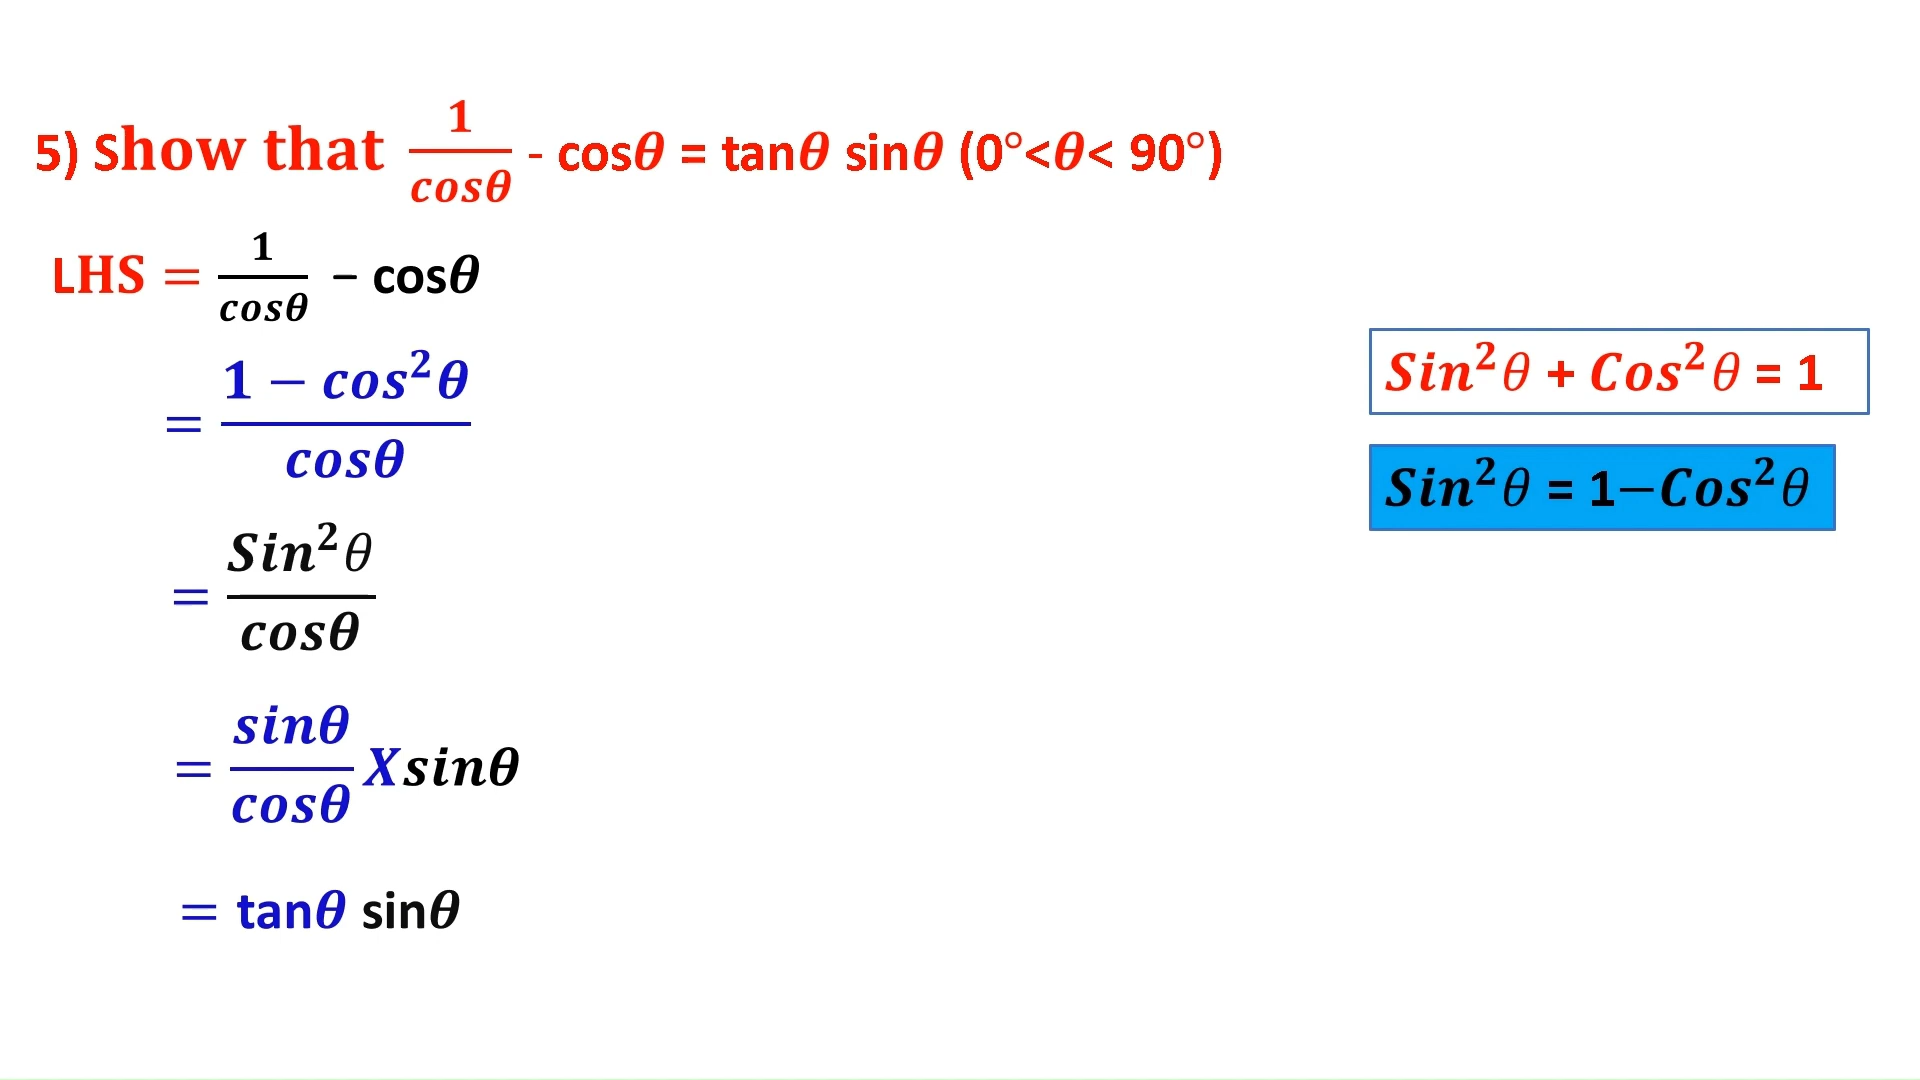 5) Show that 1/cosθ - cosθ = tanθ sinθ (0°<θ< 90°)
LHS = 1/cosθ − cosθ
= (1 − cos²θ)/cosθ
= Sin²θ/cosθ
= sinθ/cosθ X sinθ
= tanθ sinθ
Sin²θ + Cos²θ = 1
Sin²θ = 1−Cos²θ